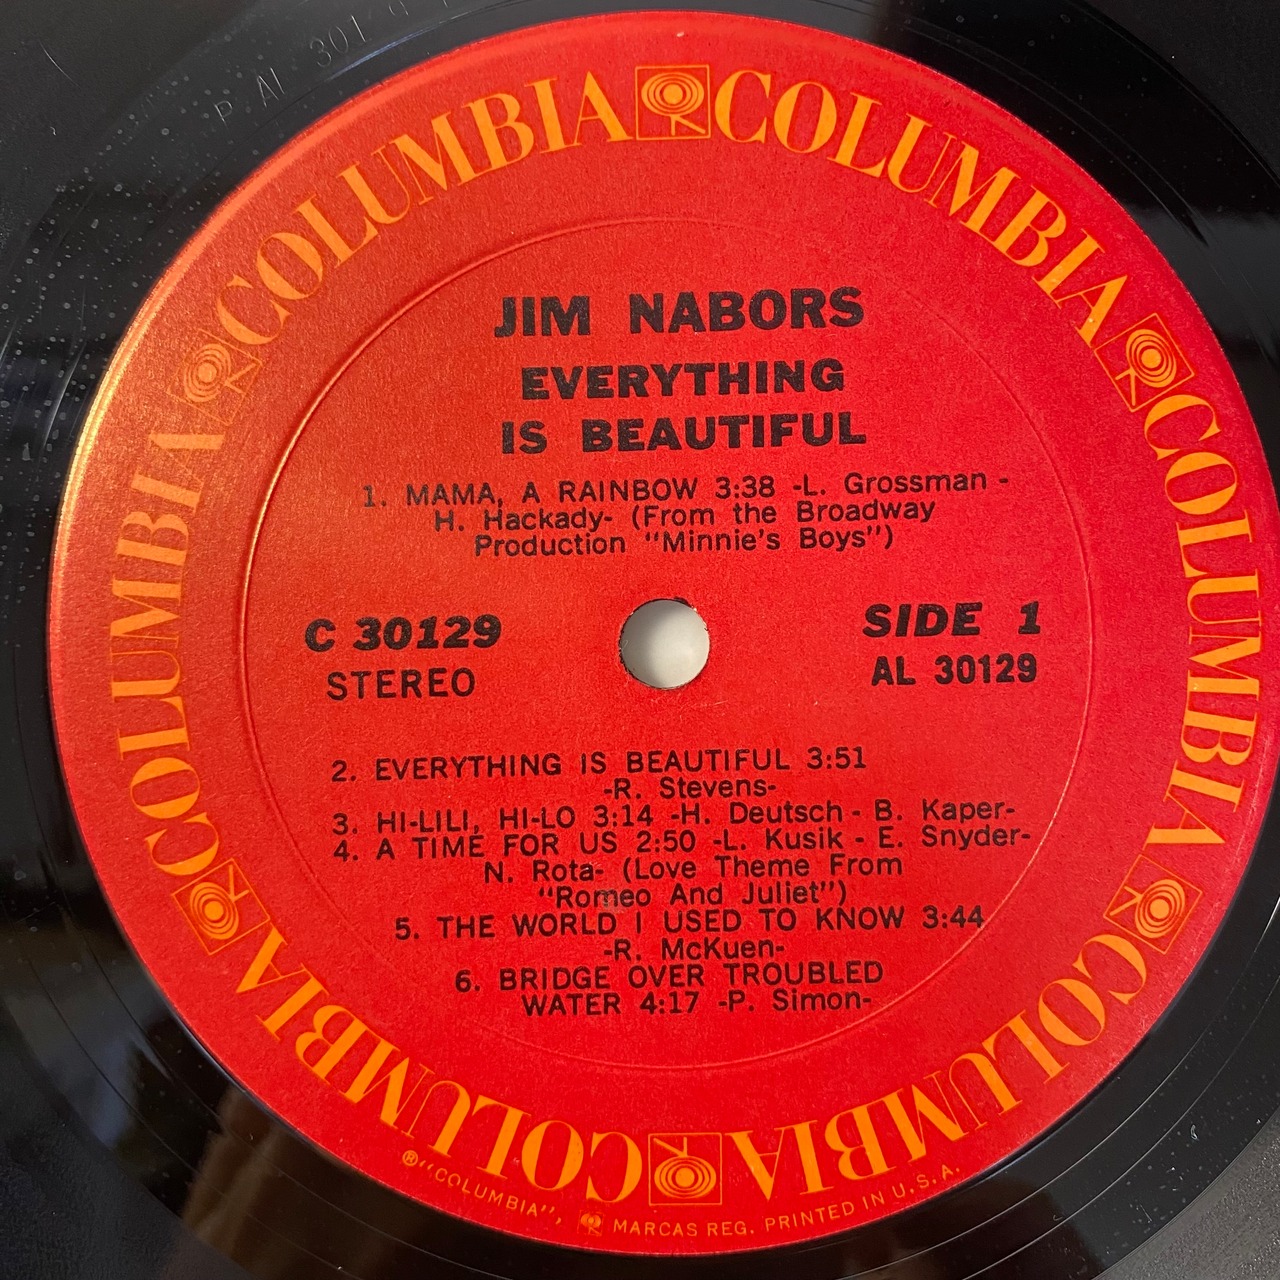 P AL 301
COLUMBIA COLUMBIA COLUMBIA COLUMBIA COLUMBIA COLUMBIA
JIM NABORS
EVERYTHING
IS BEAUTIFUL
1. MAMA, A RAINBOW 3:38 -L. Grossman -
H. Hackady- (From the Broadway
Production "Minnie's Boys")
C 30129
STEREO
SIDE 1
AL 30129
2. EVERYTHING IS BEAUTIFUL 3:51
-R. Stevens-
3. HI-LILI, HI-LO 3:14 -H. Deutsch - B. Kaper-
4. A TIME FOR US 2:50 -L. Kusik - E. Snyder-
N. Rota- (Love Theme From
"Romeo And Juliet")
5. THE WORLD I USED TO KNOW 3:44
-R. McKuen-
6. BRIDGE OVER TROUBLED
WATER 4:17 -P. Simon-
®"COLUMBIA", MARCAS REG. PRINTED IN U.S.A.